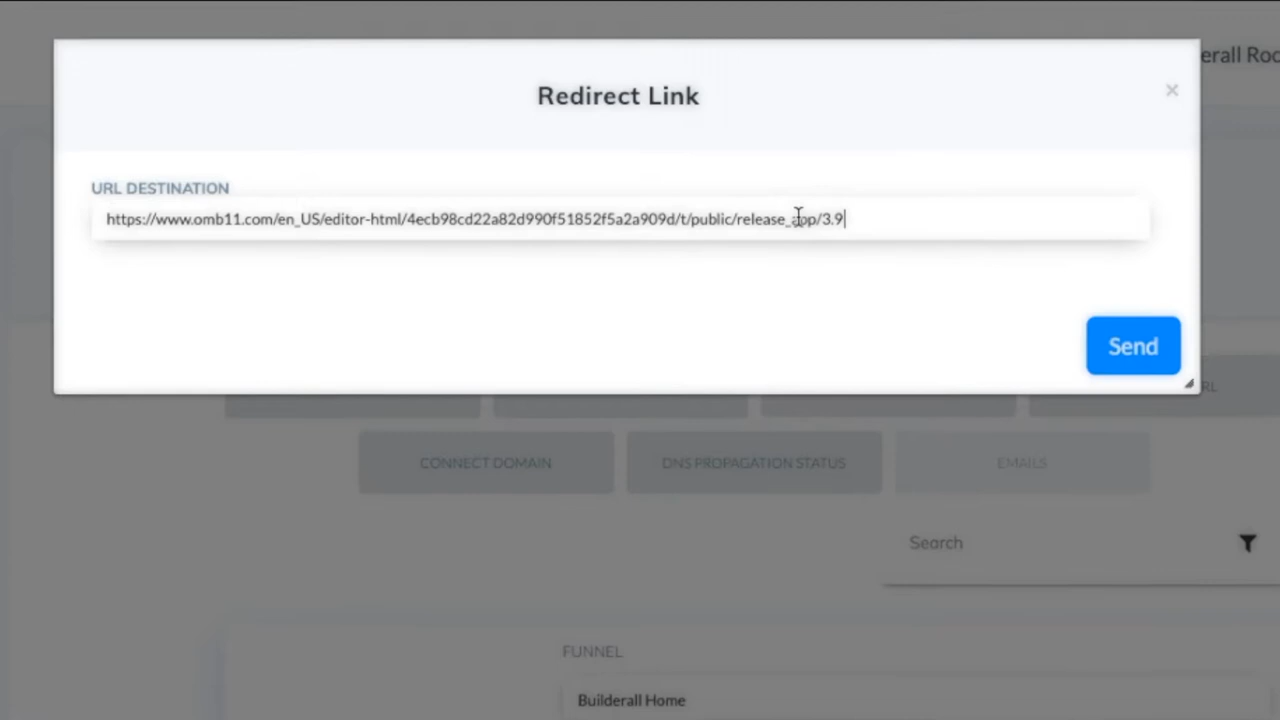 erall Roo
Redirect Link
×
URL DESTINATION
https://www.omb11.com/en_US/editor-html/4ecb98cd22a82d990f51852f5a2a909d/t/public/release_app/3.9
Send
RL
CONNECT DOMAIN
DNS PROPAGATION STATUS
EMAILS
Search
FUNNEL
Builderall Home